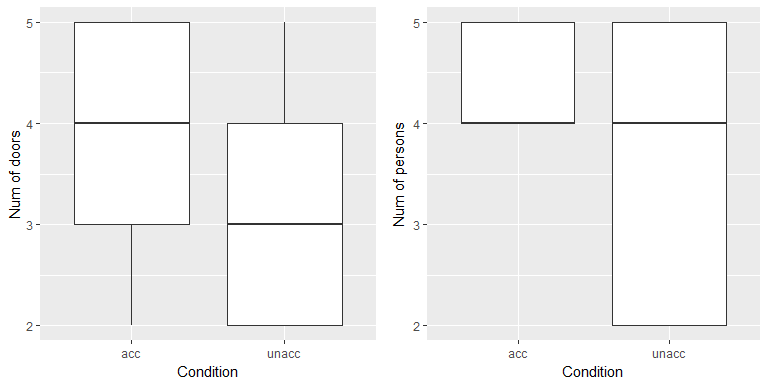 Num of doors
5
4
3
2
acc unacc
Condition
Num of persons
5
4
3
2
acc unacc
Condition